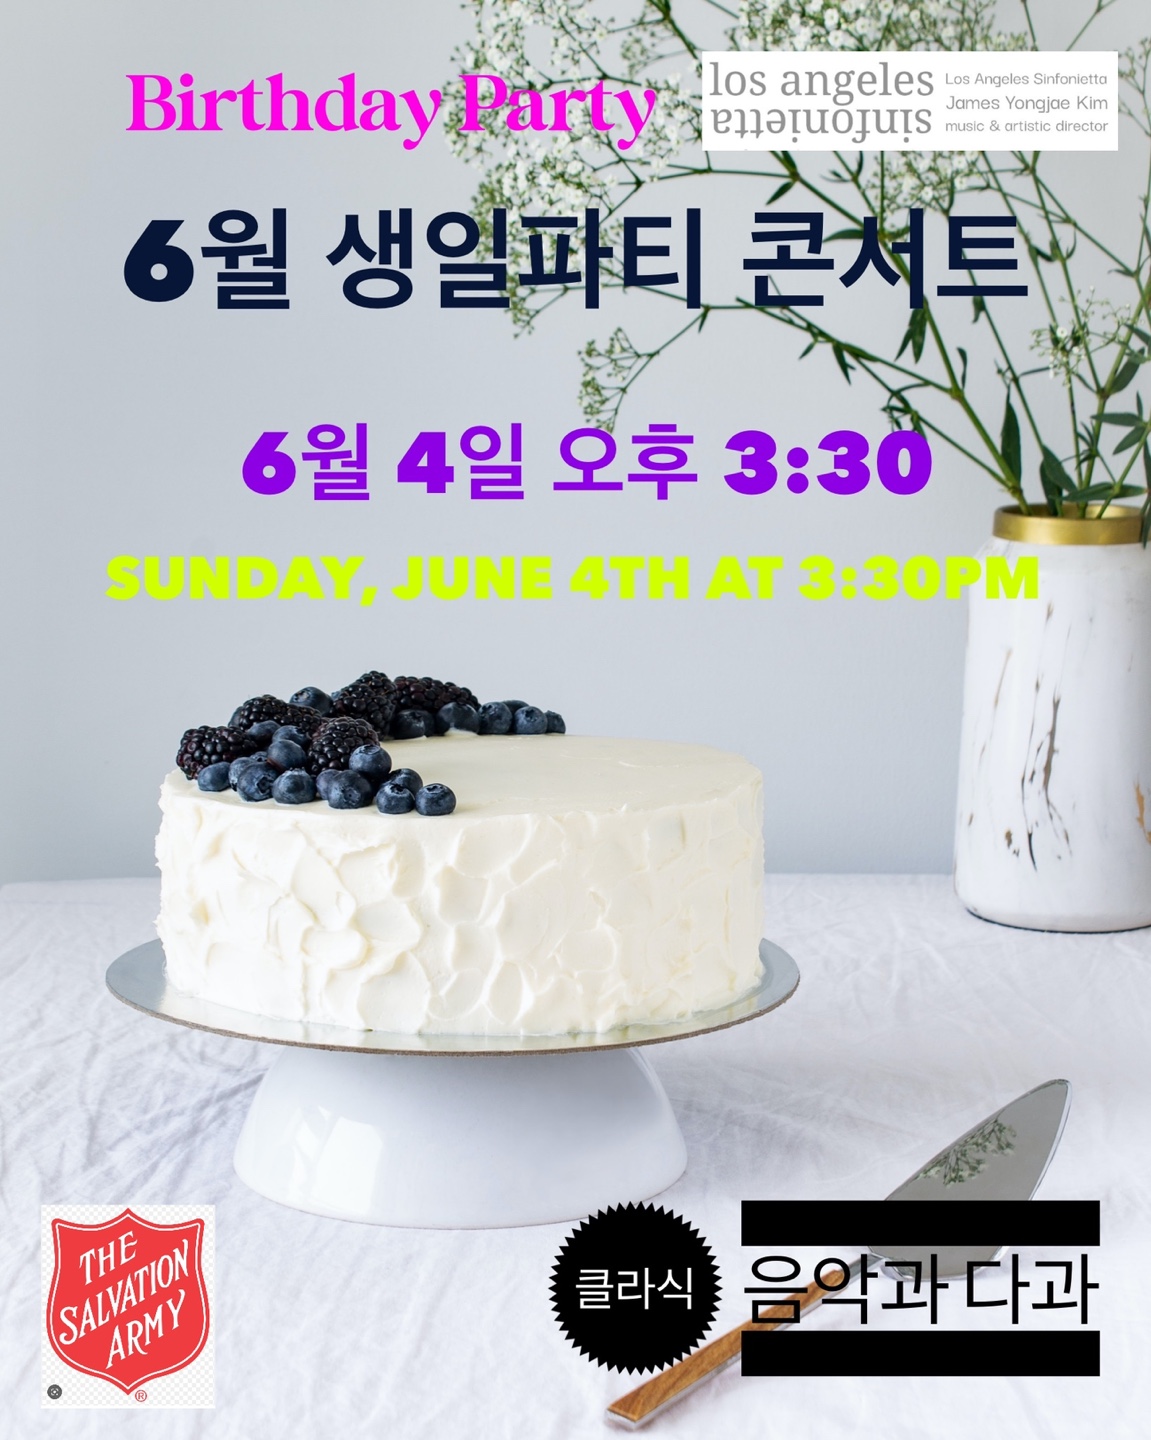 Birthday Party
los angeles
sinfonietta
Los Angeles Sinfonietta
James Yongjae Kim
music & artistic director
6월 생일파티 콘서트
6월 4일 오후 3:30
SUNDAY, JUNE 4TH AT 3:30PM
THE
SALVATION
ARMY
®
클라식
음악과 다과